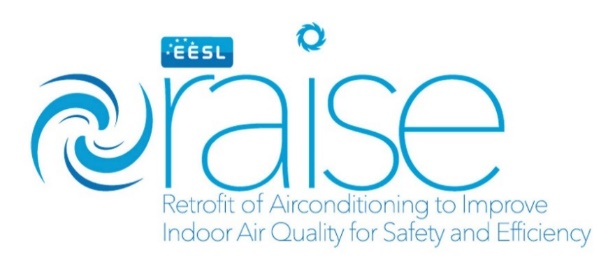 EESL
raise
Retrofit of Airconditioning to Improve
Indoor Air Quality for Safety and Efficiency